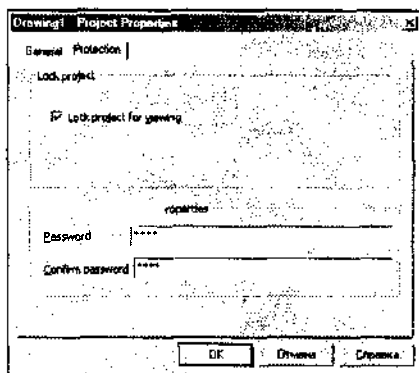 Drawing1 - Project Properties
General Protection
Lock project
Lock project for viewing
roperties
Password ****
Confirm password ****
OK Отмена Справка